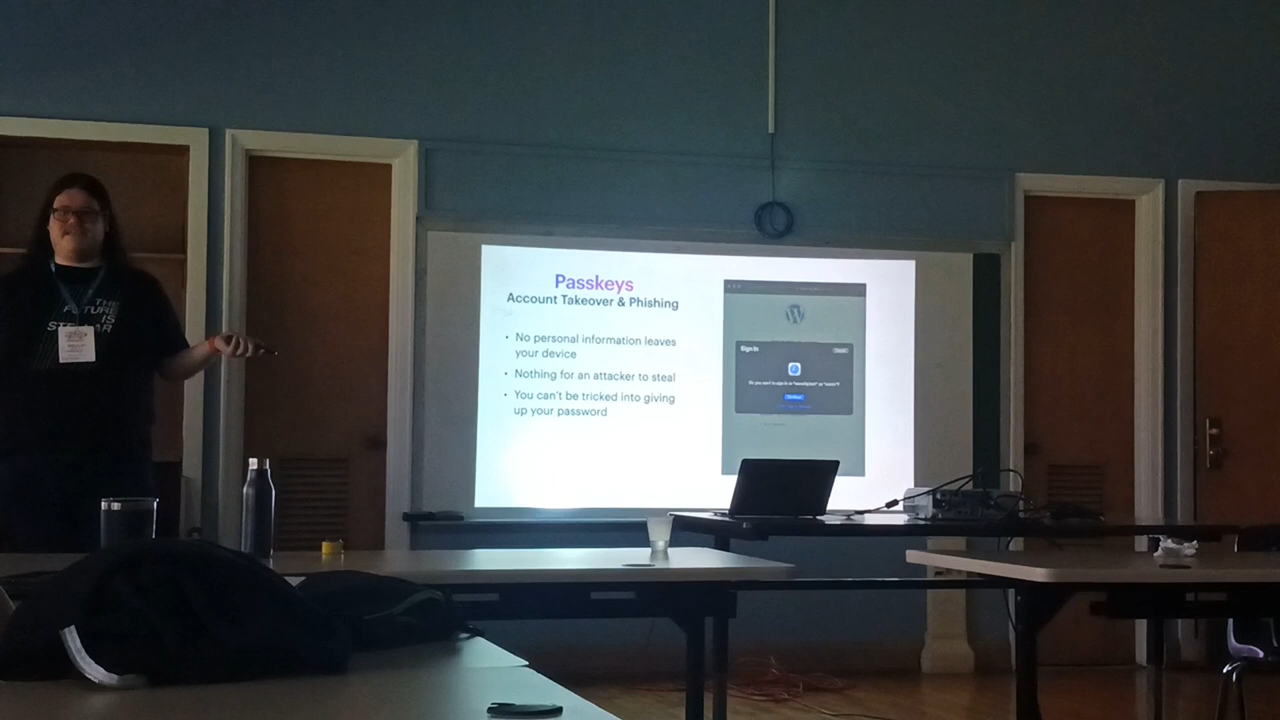 THE
FUTURE
IS
STELLAR
Passkeys
Account Takeover & Phishing
• No personal information leaves
your device
• Nothing for an attacker to steal
• You can't be tricked into giving
up your password
Sign In
Continue